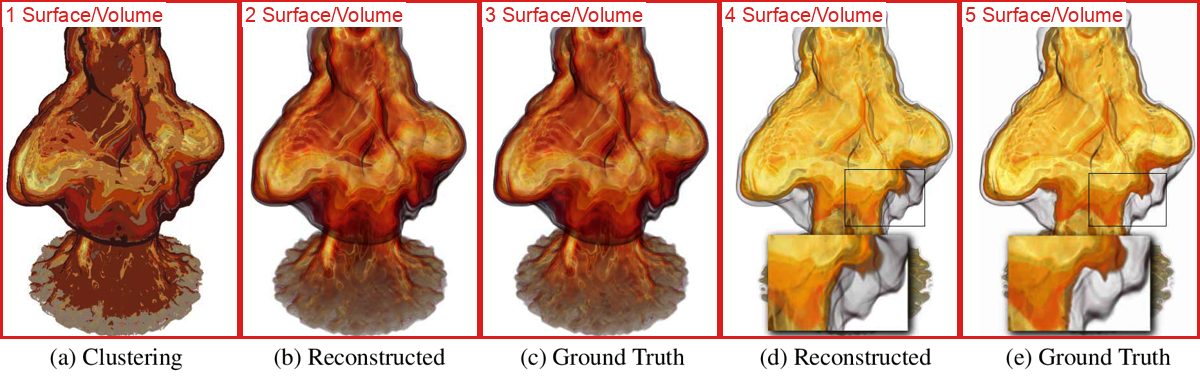 1 Surface/Volume
2 Surface/Volume
3 Surface/Volume
4 Surface/Volume
5 Surface/Volume
(a) Clustering
(b) Reconstructed
(c) Ground Truth
(d) Reconstructed
(e) Ground Truth